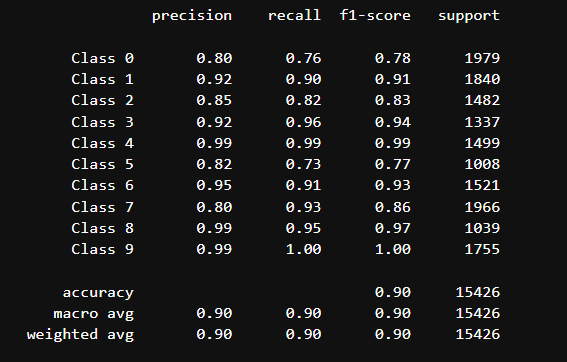 precision recall f1-score support
Class 0 0.80 0.76 0.78 1979
Class 1 0.92 0.90 0.91 1840
Class 2 0.85 0.82 0.83 1482
Class 3 0.92 0.96 0.94 1337
Class 4 0.99 0.99 0.99 1499
Class 5 0.82 0.73 0.77 1008
Class 6 0.95 0.91 0.93 1521
Class 7 0.80 0.93 0.86 1966
Class 8 0.99 0.95 0.97 1039
Class 9 0.99 1.00 1.00 1755
accuracy 0.90 15426
macro avg 0.90 0.90 0.90 15426
weighted avg 0.90 0.90 0.90 15426